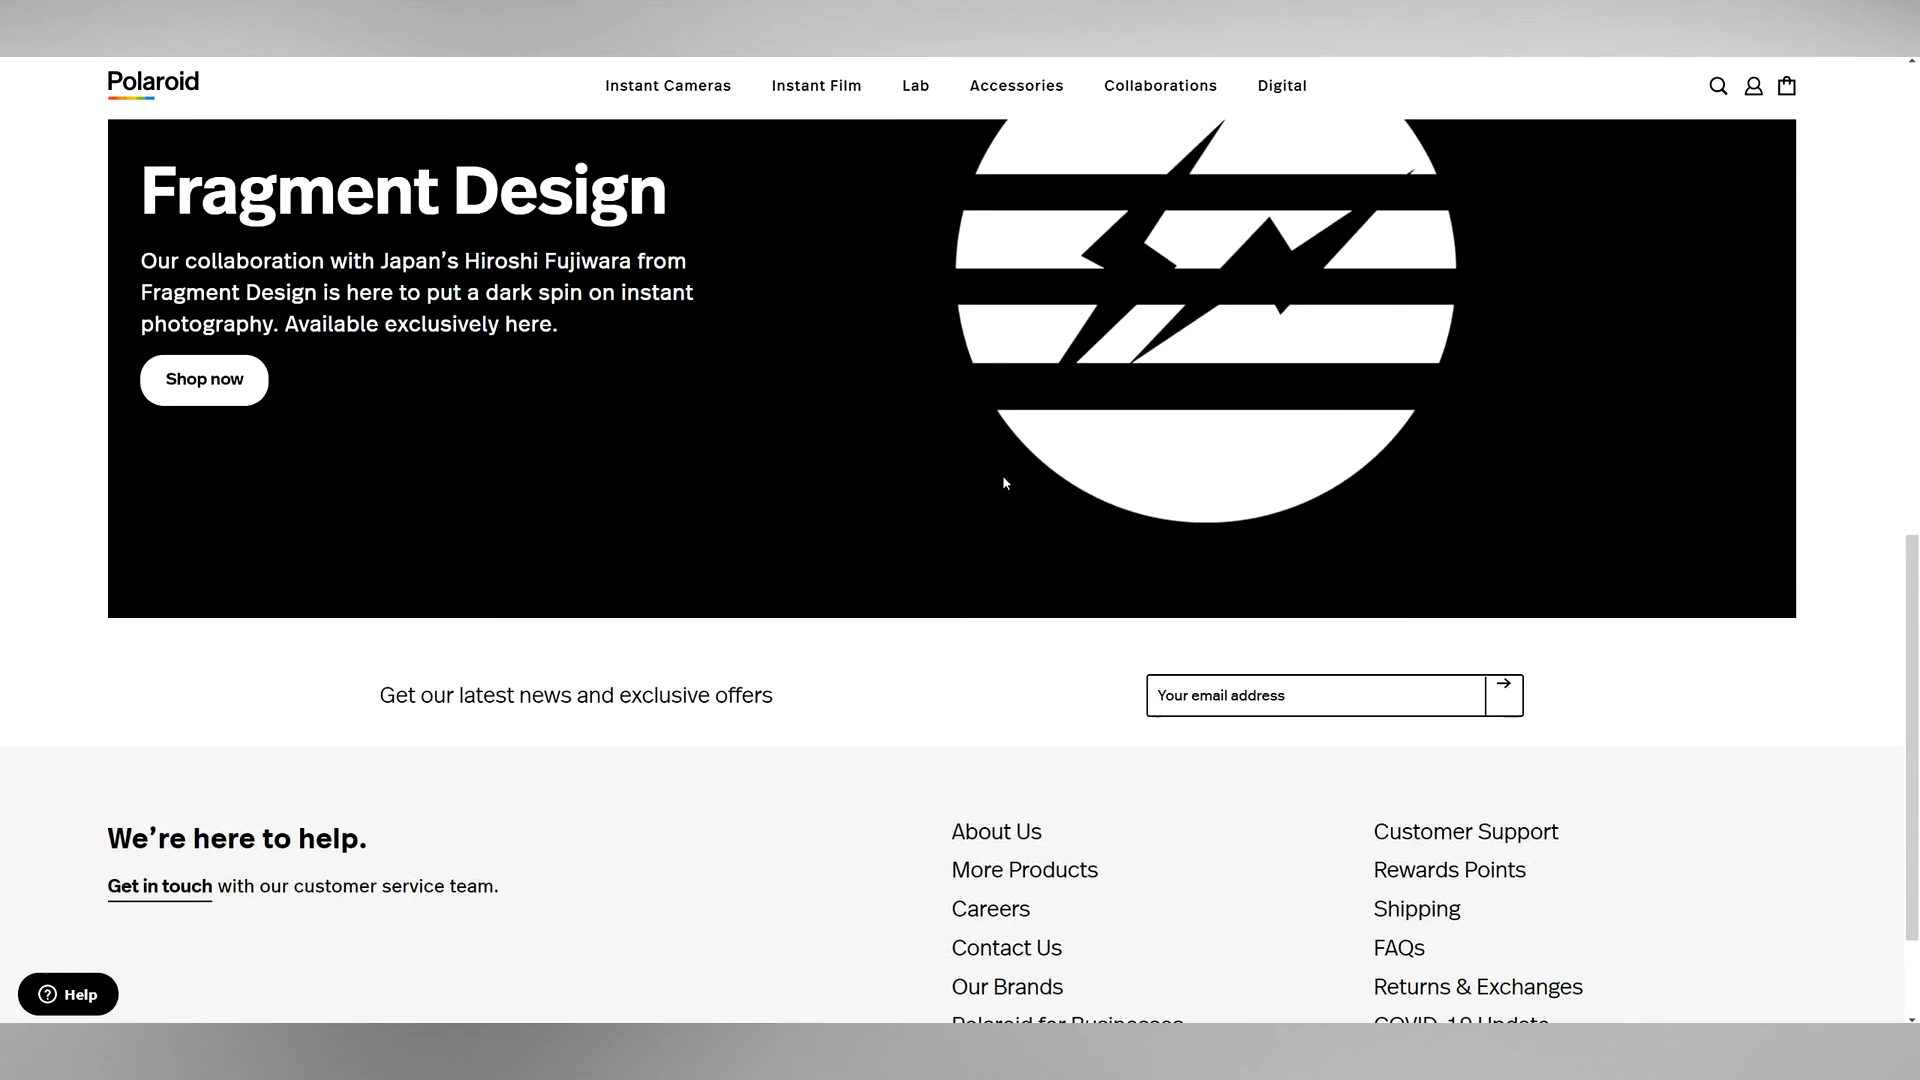 Polaroid
Instant Cameras Instant Film Lab Accessories Collaborations Digital
Fragment Design
Our collaboration with Japan’s Hiroshi Fujiwara from
Fragment Design is here to put a dark spin on instant
photography. Available exclusively here.
Shop now
Get our latest news and exclusive offers
Your email address
We’re here to help.
Get in touch with our customer service team.
About Us
More Products
Careers
Contact Us
Our Brands
Polaroid for Businesses
Customer Support
Rewards Points
Shipping
FAQs
Returns & Exchanges
COVID-19 Update
Help